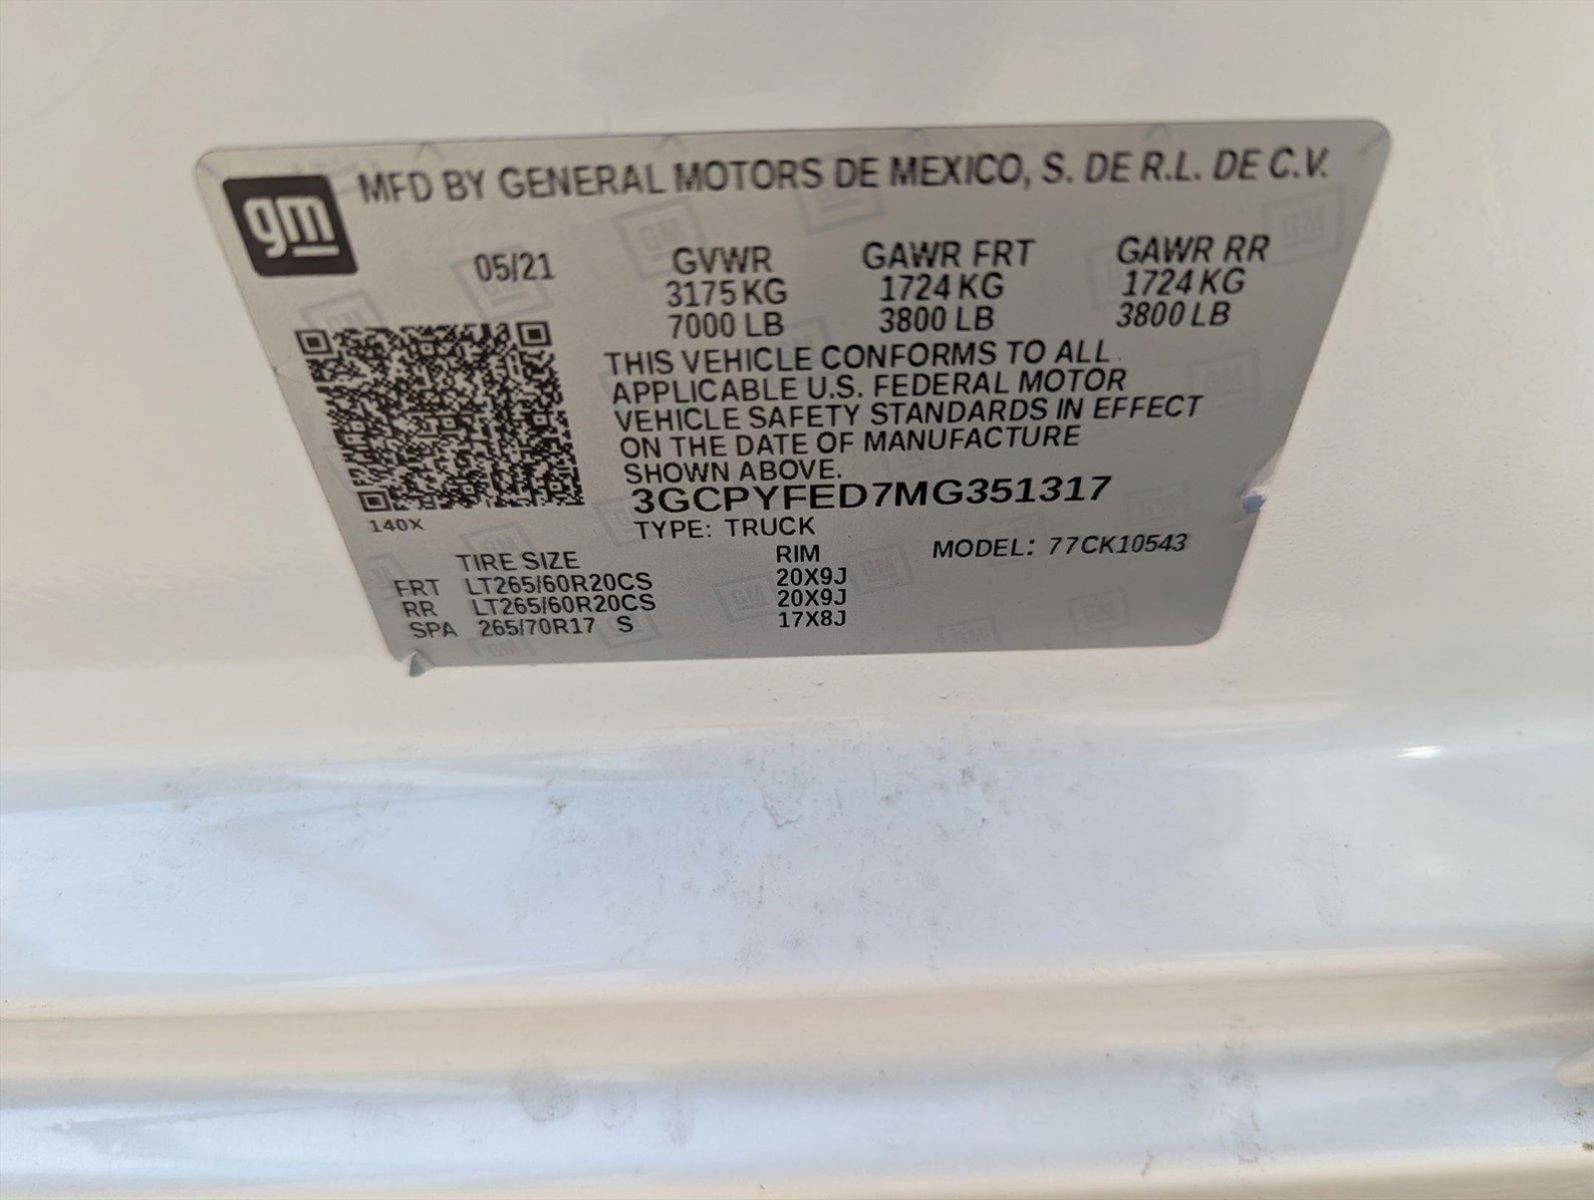 gm MFD BY GENERAL MOTORS DE MEXICO, S. DE R.L. DE C.V.
05/21 GVWR GAWR FRT GAWR RR
3175 KG 1724 KG 1724 KG
7000 LB 3800 LB 3800 LB
THIS VEHICLE CONFORMS TO ALL
APPLICABLE U.S. FEDERAL MOTOR
VEHICLE SAFETY STANDARDS IN EFFECT
ON THE DATE OF MANUFACTURE
SHOWN ABOVE.
3GCPYFED7MG351317
140X
TYPE: TRUCK
TIRE SIZE RIM MODEL: 77CK10543
FRT LT265/60R20CS 20X9J
RR LT265/60R20CS 20X9J
SPA 265/70R17 S 17X8J